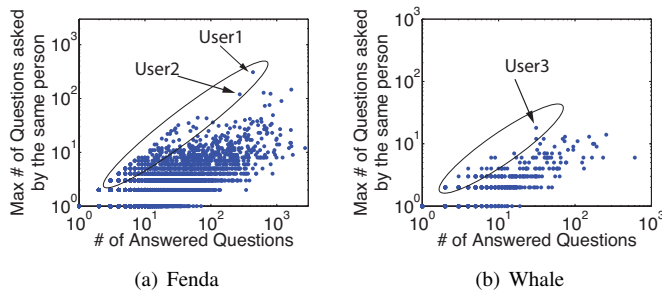 Max # of Questions asked
by the same person
10^3
10^2
10^1
10^0
User1
User2
10^0
10^1
10^2
10^3
# of Answered Questions
(a) Fenda
Max # of Questions asked
by the same person
10^3
10^2
10^1
10^0
User3
10^0
10^1
10^2
10^3
# of Answered Questions
(b) Whale